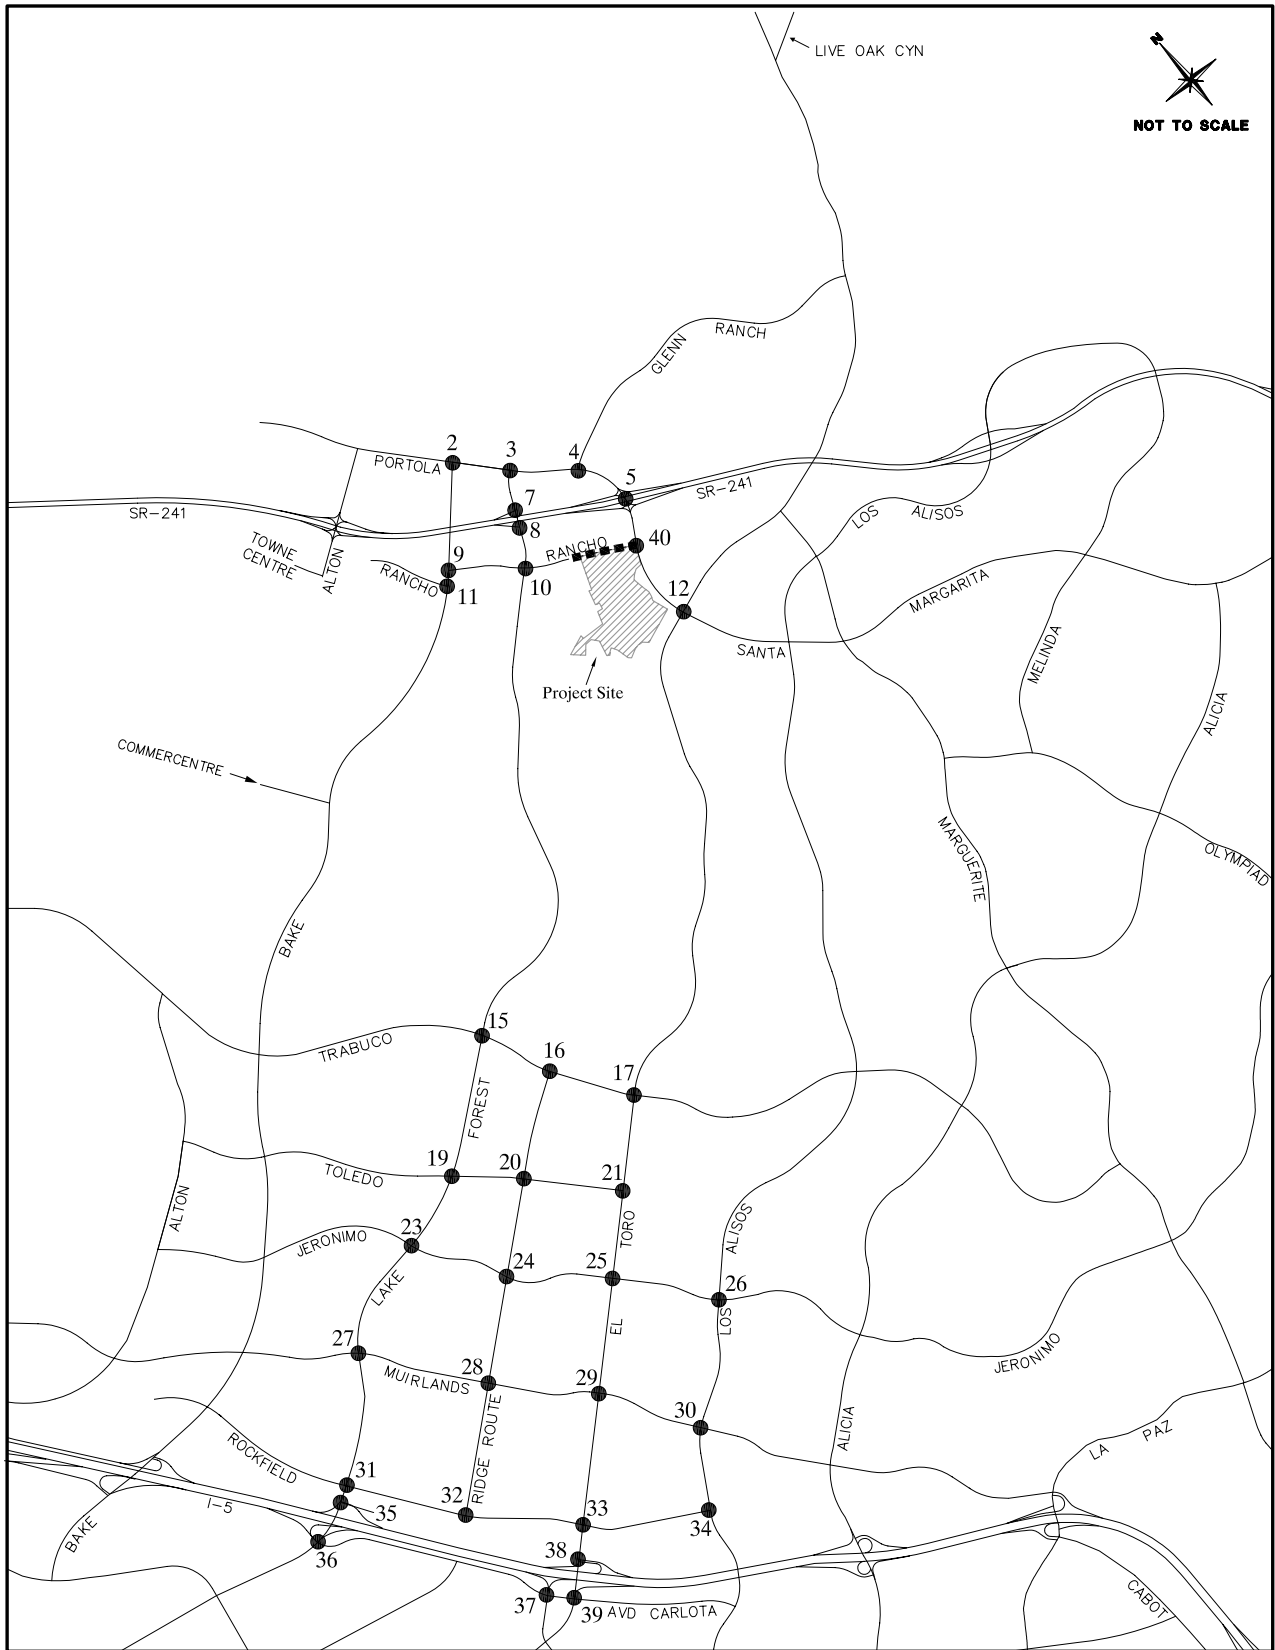 LIVE OAK CYN
N
NOT TO SCALE
GLENN
RANCH
2
3
4
5
PORTOLA
SR-241
SR-241
7
8
LOS
ALISOS
TOWNE
CENTRE
ALTON
RANCHO
9
RANCHO
40
10
11
12
MARGARITA
SANTA
MELINDA
ALICIA
Project Site
COMMERCENTRE
MARGUERITE
OLYMPIAD
BAKE
15
TRABUCO
16
17
FOREST
19
20
21
TOLEDO
ALTON
TORO
ALISOS
23
JERONIMO
24
25
26
LAKE
EL
LOS
27
MUIRLANDS
28
29
JERONIMO
30
RIDGE ROUTE
ALICIA
LA
PAZ
ROCKFIELD
31
I-5
35
32
33
34
BAKE
36
38
37
39
AVD CARLOTA
CABOT